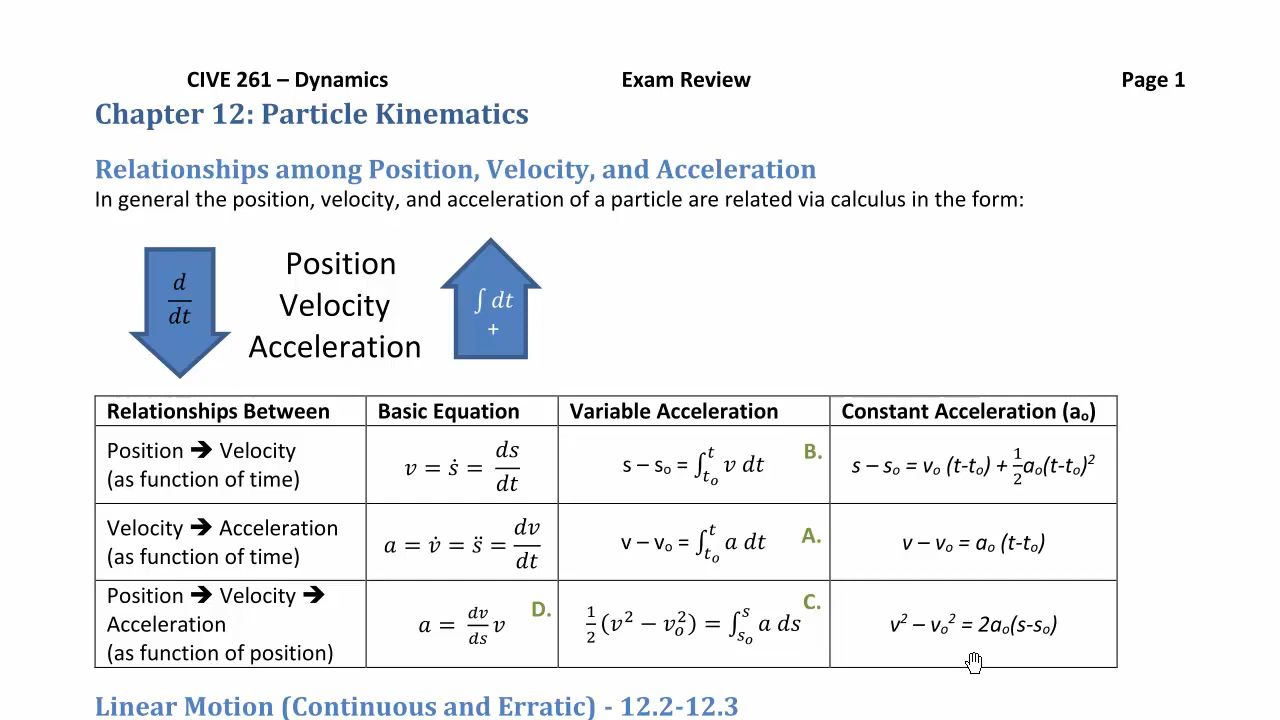 CIVE 261 – Dynamics Exam Review Page 1
Chapter 12: Particle Kinematics
Relationships among Position, Velocity, and Acceleration
In general the position, velocity, and acceleration of a particle are related via calculus in the form:
d/dt
Position
Velocity
Acceleration
∫ dt
+
Relationships Between Basic Equation Variable Acceleration Constant Acceleration (aₒ)
Position ➔ Velocity
(as function of time)
v = ṡ = ds/dt
s – sₒ = ∫_{tₒ}^{t} v dt B.
s – sₒ = vₒ (t-tₒ) + ½aₒ(t-tₒ)²
Velocity ➔ Acceleration
(as function of time)
a = v̇ = s̈ = dv/dt
v – vₒ = ∫_{tₒ}^{t} a dt A.
v – vₒ = aₒ (t-tₒ)
Position ➔ Velocity ➔
Acceleration
(as function of position)
a = dv/ds v D.
½(v² − vₒ²) = ∫_{sₒ}^{s} a ds C.
v² – vₒ² = 2aₒ(s-sₒ)
Linear Motion (Continuous and Erratic) - 12.2-12.3